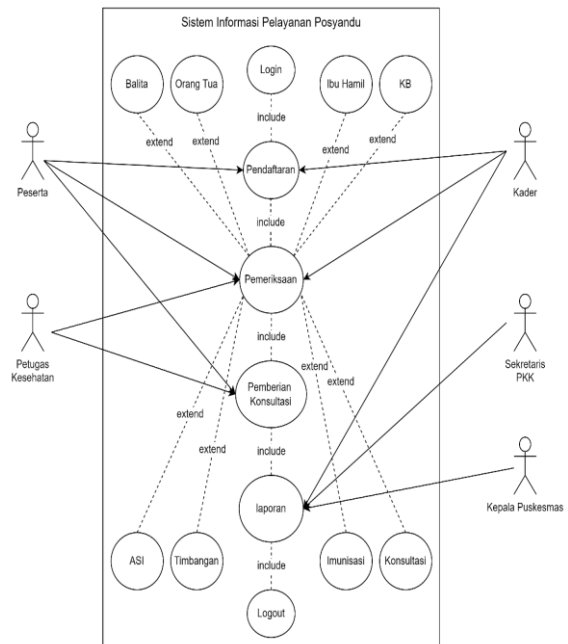 Sistem Informasi Pelayanan Posyandu
Balita
Orang Tua
Login
Ibu Hamil
KB
include
extend
extend
extend
extend
Peserta
Pendaftaran
Kader
include
Pemeriksaan
Petugas
Kesehatan
include
extend
Sekretaris
PKK
Pemberian
Konsultasi
extend
extend
extend
include
laporan
Kepala Puskesmas
include
ASI
Timbangan
Imunisasi
Konsultasi
Logout